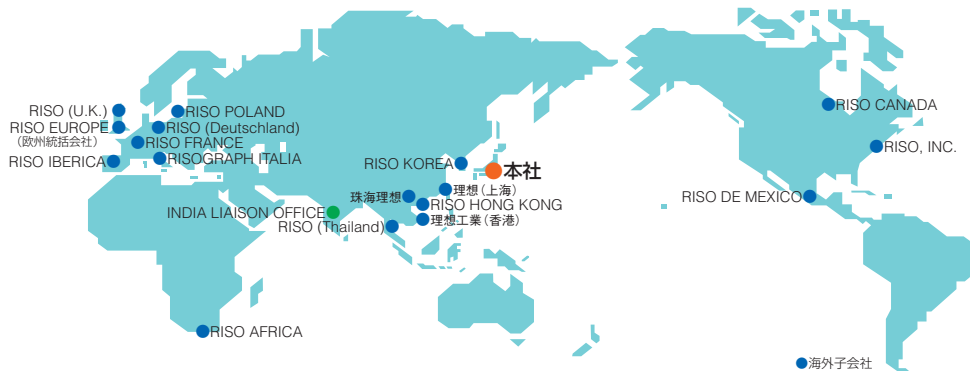 RISO (U.K.)
RISO EUROPE
（欧州統括会社）
RISO IBERICA
RISO POLAND
RISO (Deutschland)
RISO FRANCE
RISOGRAPH ITALIA
RISO KOREA
本社
理想（上海）
珠海理想
RISO HONG KONG
理想工業（香港）
INDIA LIAISON OFFICE
RISO (Thailand)
RISO AFRICA
RISO CANADA
RISO, INC.
RISO DE MEXICO
海外子会社